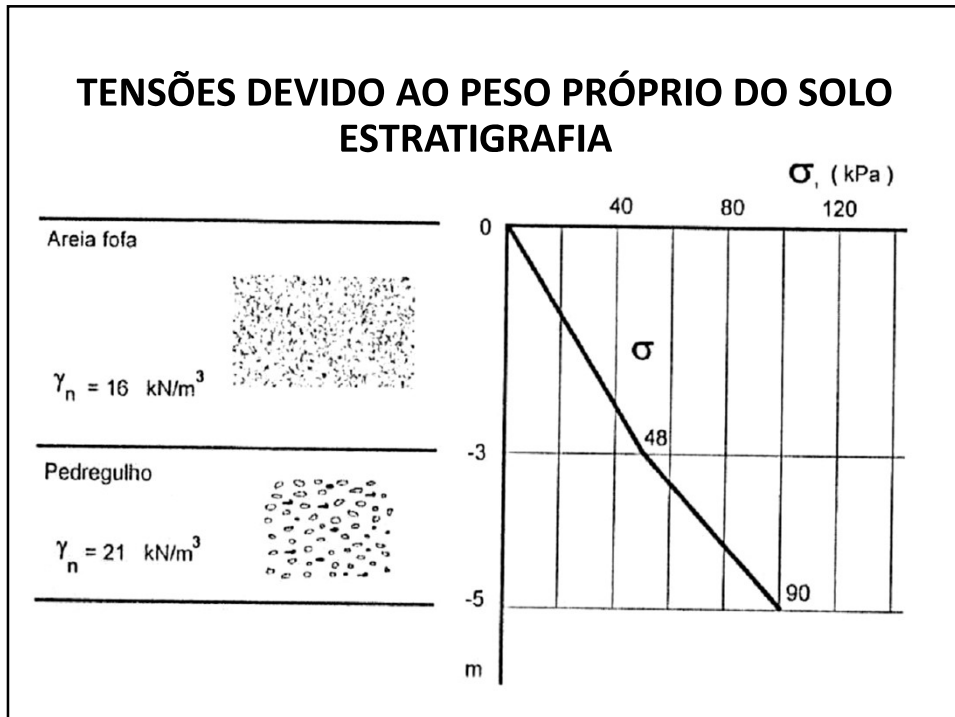 TENSÕES DEVIDO AO PESO PRÓPRIO DO SOLO
ESTRATIGRAFIA
Areia fofa
γn = 16 kN/m³
Pedregulho
γn = 21 kN/m³
σ, (kPa)
40 80 120
0
σ
48
-3
90
-5
m